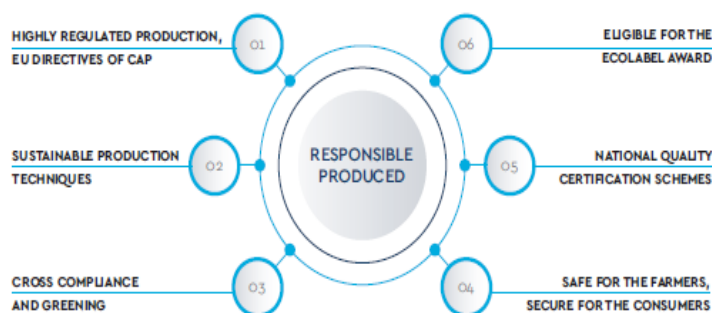 HIGHLY REGULATED PRODUCTION,
EU DIRECTIVES OF CAP
01
SUSTAINABLE PRODUCTION
TECHNIQUES
02
CROSS COMPLIANCE
AND GREENING
03
RESPONSIBLE
PRODUCED
06
ELIGIBLE FOR THE
ECOLABEL AWARD
05
NATIONAL QUALITY
CERTIFICATION SCHEMES
04
SAFE FOR THE FARMERS,
SECURE FOR THE CONSUMERS